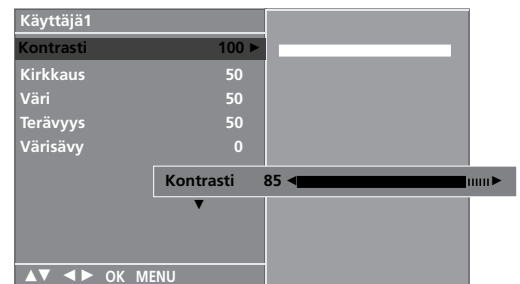 Käyttäjä1
Kontrasti 100 ►
Kirkkaus 50
Väri 50
Terävyys 50
Värisävy 0
Kontrasti 85 ◄ ►
▼
▲▼ ◄► OK MENU